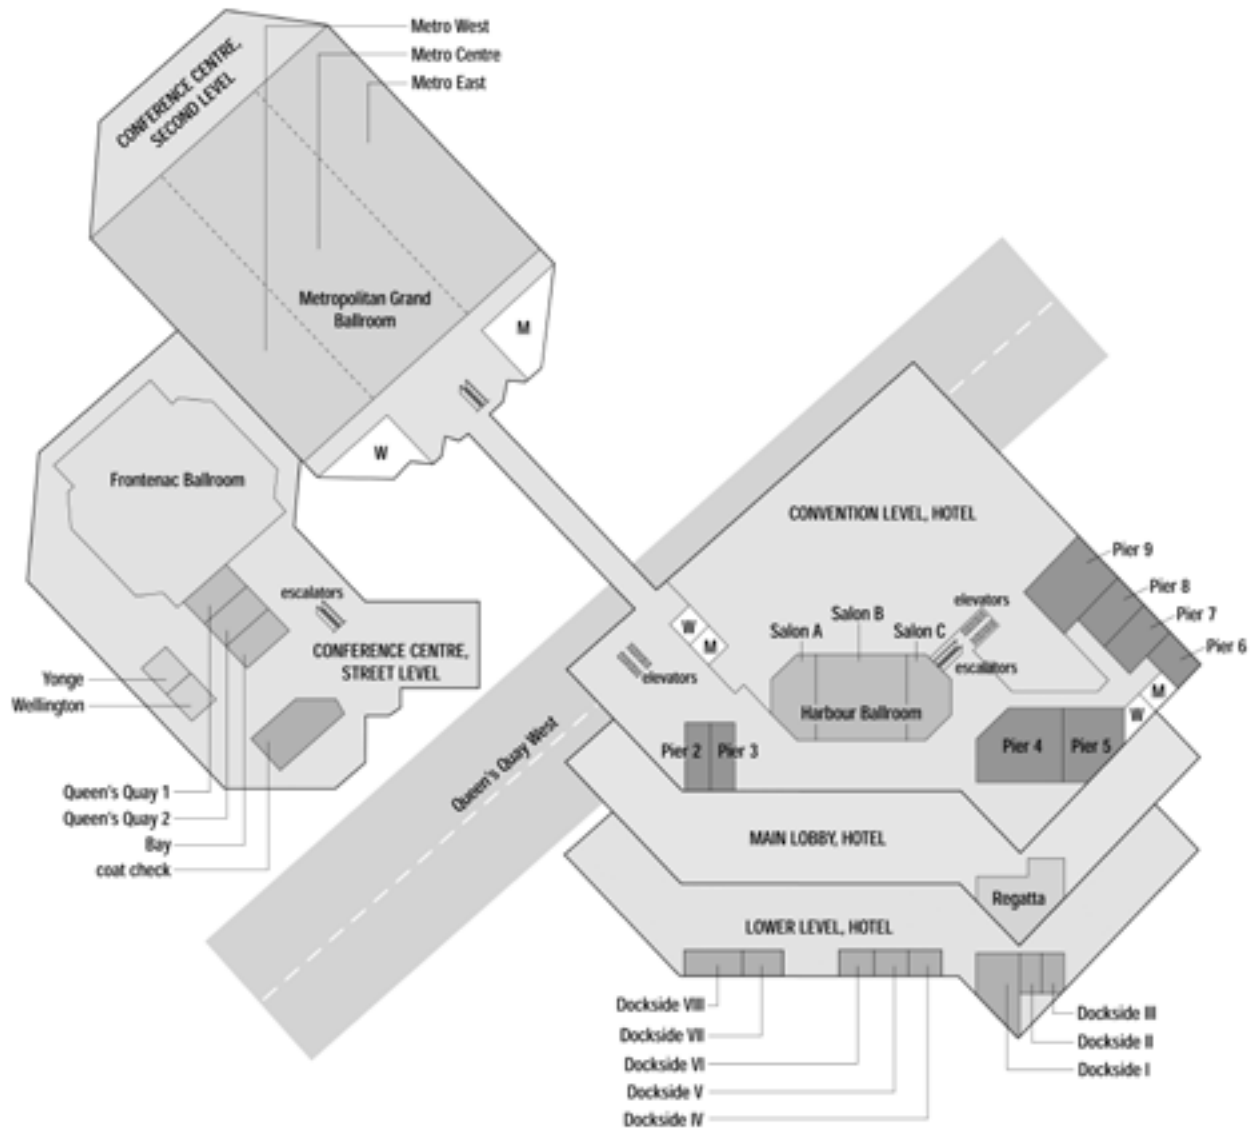 Metro West
Metro Centre
Metro East
CONFERENCE CENTRE,
SECOND LEVEL
Metropolitan Grand
Ballroom
M
W
Frontenac Ballroom
escalators
CONFERENCE CENTRE,
STREET LEVEL
Yonge
Wellington
Queen's Quay 1
Queen's Quay 2
Bay
coat check
Queen's Quay West
CONVENTION LEVEL, HOTEL
Pier 9
Pier 8
Pier 7
Pier 6
elevators
Salon A
Salon B
Salon C
escalators
W
M
elevators
Harbour Ballroom
M
W
Pier 2
Pier 3
Pier 4
Pier 5
MAIN LOBBY, HOTEL
Regatta
LOWER LEVEL, HOTEL
Dockside VIII
Dockside VII
Dockside VI
Dockside V
Dockside IV
Dockside III
Dockside II
Dockside I